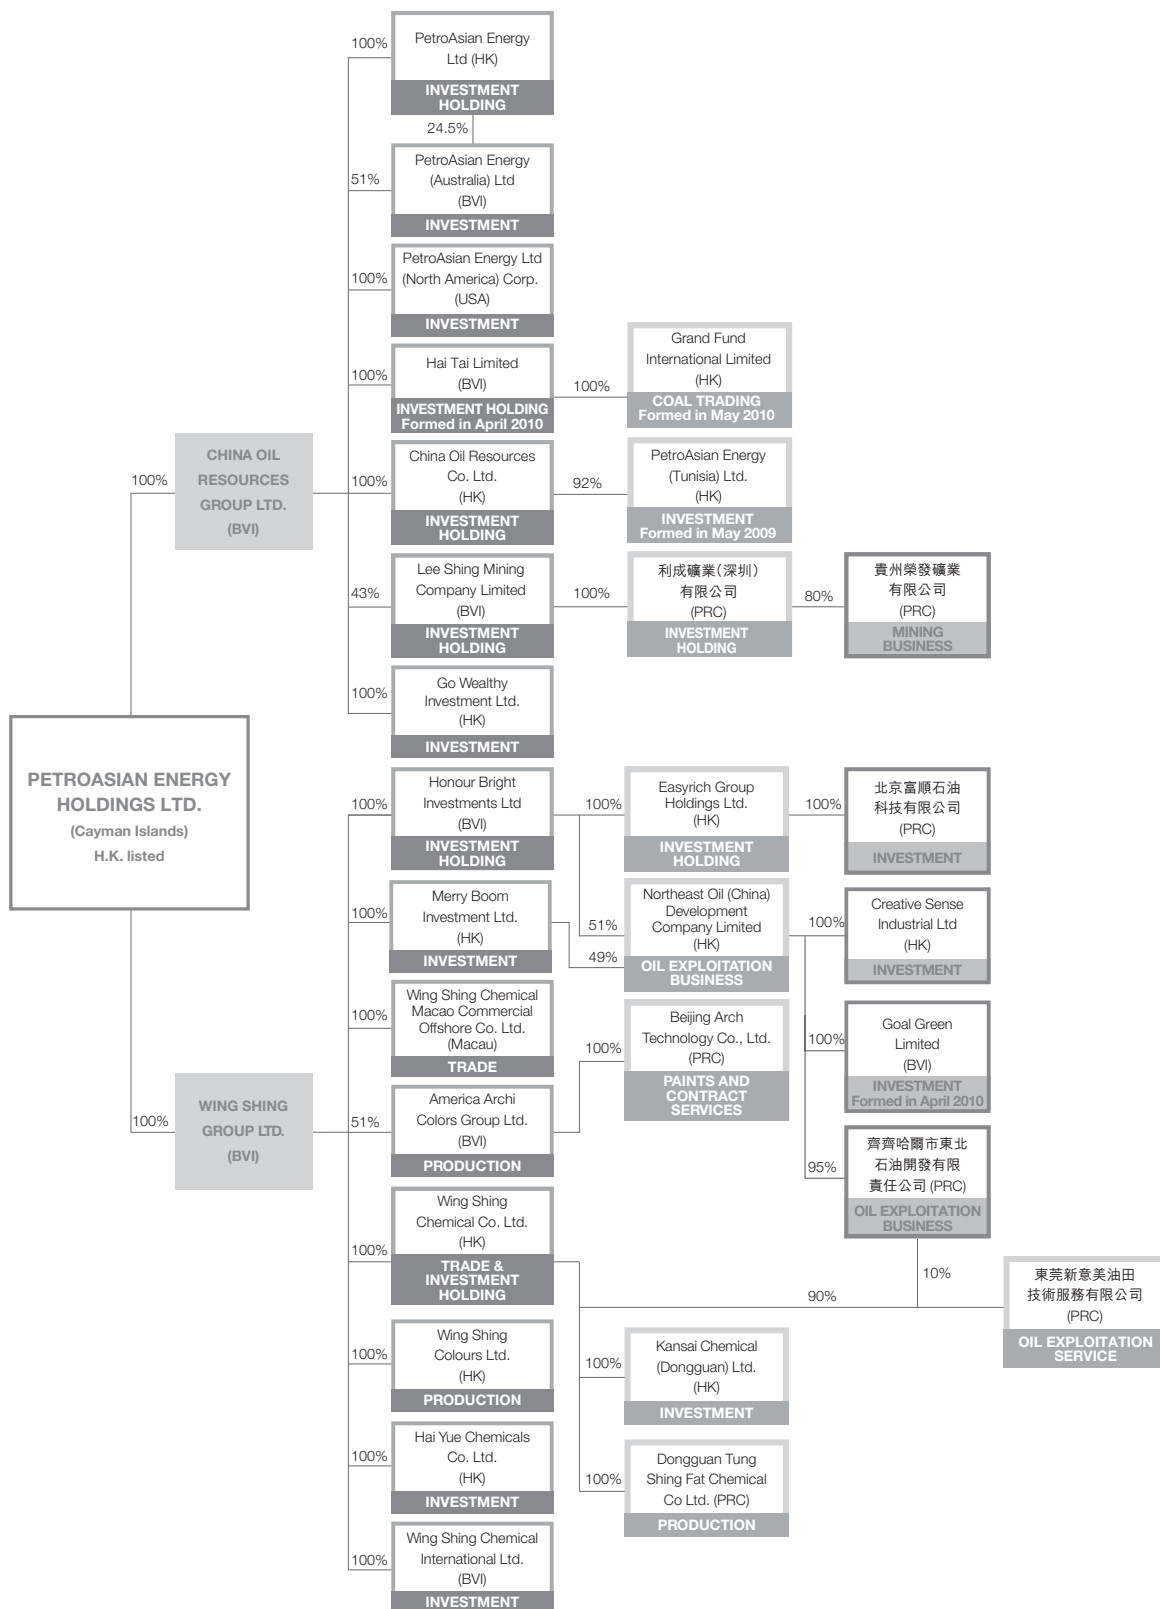 100%
PetroAsian Energy
Ltd (HK)
INVESTMENT
HOLDING
24.5%
51%
PetroAsian Energy
(Australia) Ltd
(BVI)
INVESTMENT
100%
PetroAsian Energy Ltd
(North America) Corp.
(USA)
INVESTMENT
100%
Hai Tai Limited
(BVI)
INVESTMENT HOLDING
Formed in April 2010
100%
Grand Fund
International Limited
(HK)
COAL TRADING
Formed in May 2010
100%
CHINA OIL
RESOURCES
GROUP LTD.
(BVI)
100%
China Oil Resources
Co. Ltd.
(HK)
INVESTMENT
HOLDING
92%
PetroAsian Energy
(Tunisia) Ltd.
(HK)
INVESTMENT
Formed in May 2009
43%
Lee Shing Mining
Company Limited
(BVI)
INVESTMENT
HOLDING
100%
利成礦業(深圳)
有限公司
(PRC)
INVESTMENT
HOLDING
80%
貴州榮發礦業
有限公司
(PRC)
MINING
BUSINESS
100%
Go Wealthy
Investment Ltd.
(HK)
INVESTMENT
PETROASIAN ENERGY
HOLDINGS LTD.
(Cayman Islands)
H.K. listed
100%
Honour Bright
Investments Ltd
(BVI)
INVESTMENT
HOLDING
100%
Easyrich Group
Holdings Ltd.
(HK)
INVESTMENT
HOLDING
100%
北京富順石油
科技有限公司
(PRC)
INVESTMENT
100%
Merry Boom
Investment Ltd.
(HK)
INVESTMENT
51%
49%
Northeast Oil (China)
Development
Company Limited
(HK)
OIL EXPLOITATION
BUSINESS
100%
Creative Sense
Industrial Ltd
(HK)
INVESTMENT
100%
Wing Shing Chemical
Macao Commercial
Offshore Co. Ltd.
(Macau)
TRADE
100%
Beijing Arch
Technology Co., Ltd.
(PRC)
PAINTS AND
CONTRACT
SERVICES
100%
Goal Green
Limited
(BVI)
INVESTMENT
Formed in April 2010
100%
WING SHING
GROUP LTD.
(BVI)
51%
America Archi
Colors Group Ltd.
(BVI)
PRODUCTION
95%
齊齊哈爾市東北
石油開發有限
責任公司 (PRC)
OIL EXPLOITATION
BUSINESS
100%
Wing Shing
Chemical Co. Ltd.
(HK)
TRADE &
INVESTMENT
HOLDING
10%
90%
東莞新意美油田
技術服務有限公司
(PRC)
OIL EXPLOITATION
SERVICE
100%
Wing Shing
Colours Ltd.
(HK)
PRODUCTION
100%
Kansai Chemical
(Dongguan) Ltd.
(HK)
INVESTMENT
100%
Hai Yue Chemicals
Co. Ltd.
(HK)
INVESTMENT
100%
Dongguan Tung
Shing Fat Chemical
Co Ltd. (PRC)
PRODUCTION
100%
Wing Shing Chemical
International Ltd.
(BVI)
INVESTMENT